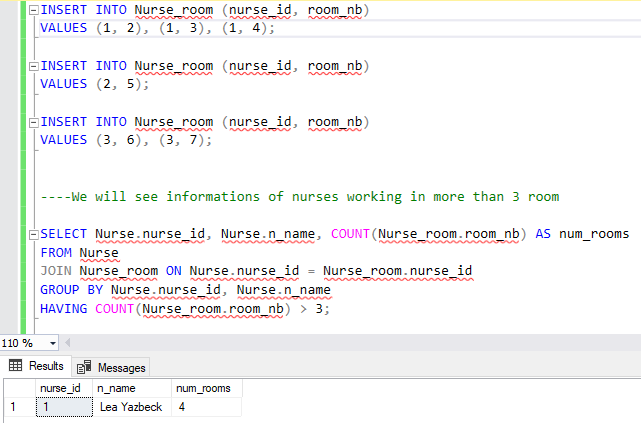 INSERT INTO Nurse_room (nurse_id, room_nb)
VALUES (1, 2), (1, 3), (1, 4);
INSERT INTO Nurse_room (nurse_id, room_nb)
VALUES (2, 5);
INSERT INTO Nurse_room (nurse_id, room_nb)
VALUES (3, 6), (3, 7);
----We will see informations of nurses working in more than 3 room
SELECT Nurse.nurse_id, Nurse.n_name, COUNT(Nurse_room.room_nb) AS num_rooms
FROM Nurse
JOIN Nurse_room ON Nurse.nurse_id = Nurse_room.nurse_id
GROUP BY Nurse.nurse_id, Nurse.n_name
HAVING COUNT(Nurse_room.room_nb) > 3;
110 %
Results Messages
nurse_id n_name num_rooms
1 1 Lea Yazbeck 4